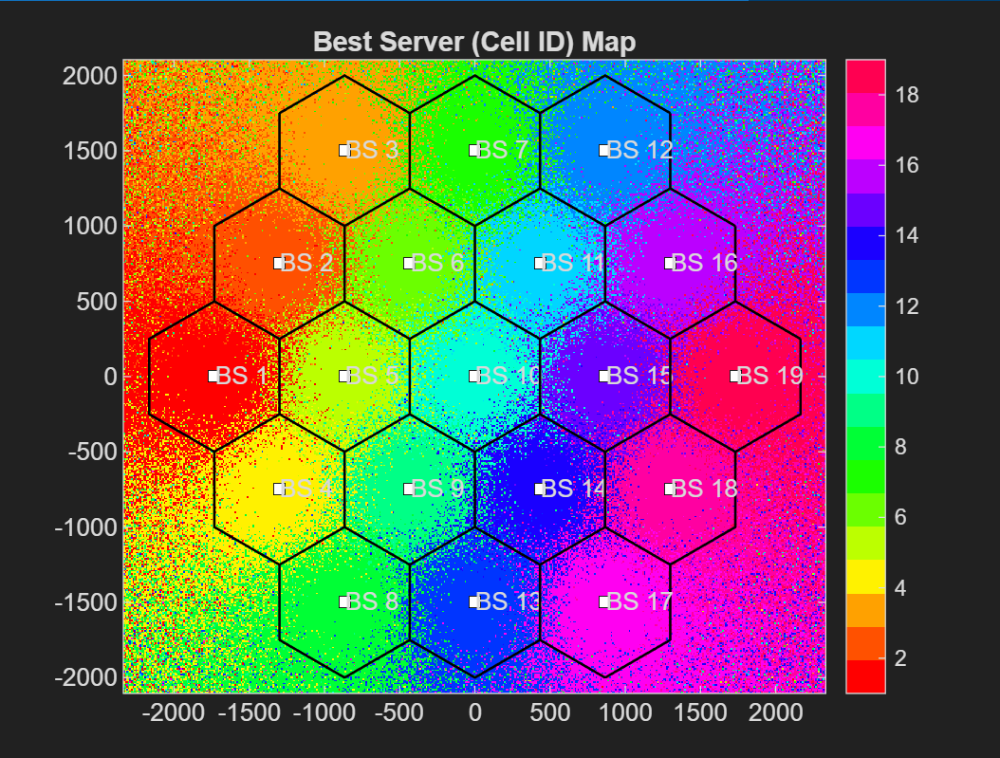 Best Server (Cell ID) Map
2000
18
BS 3 BS 7 BS 12
1500
16
1000
BS 2 BS 6 BS 11 BS 16
14
500
12
0
BS 1 BS 5 BS 10 BS 15 BS 19
10
-500
8
BS 4 BS 9 BS 14 BS 18
-1000
6
-1500
BS 8 BS 13 BS 17
4
2
-2000
-2000 -1500 -1000 -500 0 500 1000 1500 2000